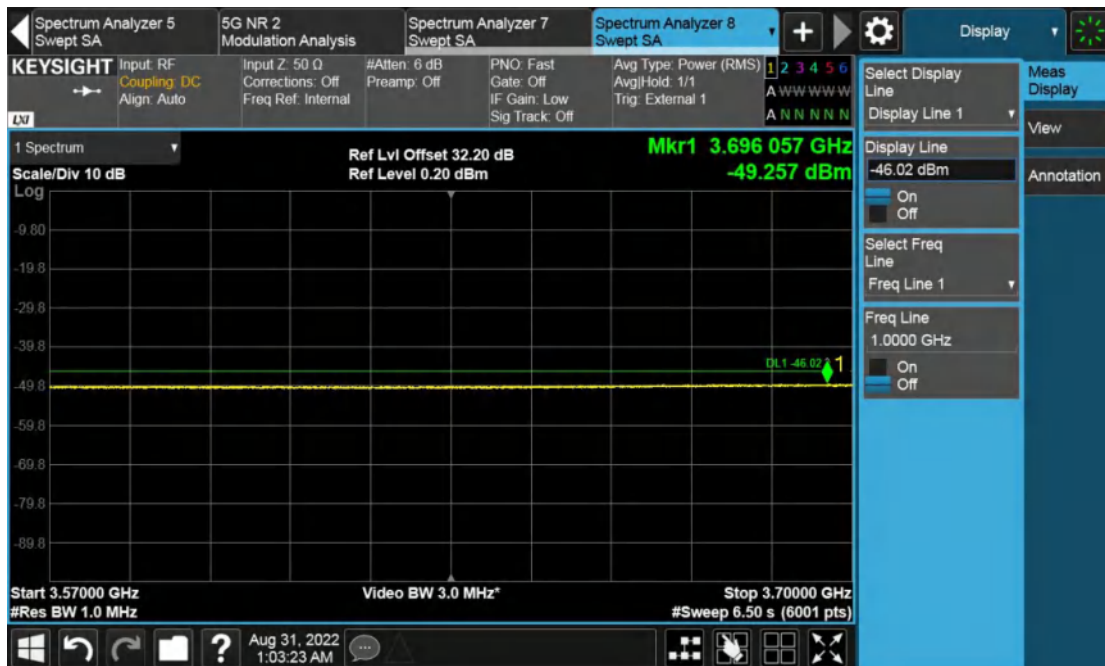 Spectrum Analyzer 5
Swept SA
5G NR 2
Modulation Analysis
Spectrum Analyzer 7
Swept SA
Spectrum Analyzer 8
Swept SA
+
Display
KEYSIGHT
LXI
Input: RF
Coupling: DC
Align: Auto
Input Z: 50 Ω
Corrections: Off
Freq Ref: Internal
#Atten: 6 dB
Preamp: Off
PNO: Fast
Gate: Off
IF Gain: Low
Sig Track: Off
Avg Type: Power (RMS)
Avg|Hold: 1/1
Trig: External 1
1 2 3 4 5 6
A W W W W W
A N N N N N
1 Spectrum
Scale/Div 10 dB
Log
Ref Lvl Offset 32.20 dB
Ref Level 0.20 dBm
Mkr1 3.696 057 GHz
-49.257 dBm
-9.80
-19.8
-29.8
-39.8
-49.8
-59.8
-69.8
-79.8
-89.8
DL1 -46.02
1
Start 3.57000 GHz
#Res BW 1.0 MHz
Video BW 3.0 MHz*
Stop 3.70000 GHz
#Sweep 6.50 s (6001 pts)
Select Display
Line
Display Line 1
Display Line
-46.02 dBm
On
Off
Select Freq
Line
Freq Line 1
Freq Line
1.0000 GHz
On
Off
Meas
Display
View
Annotation
?
Aug 31, 2022
1:03:23 AM